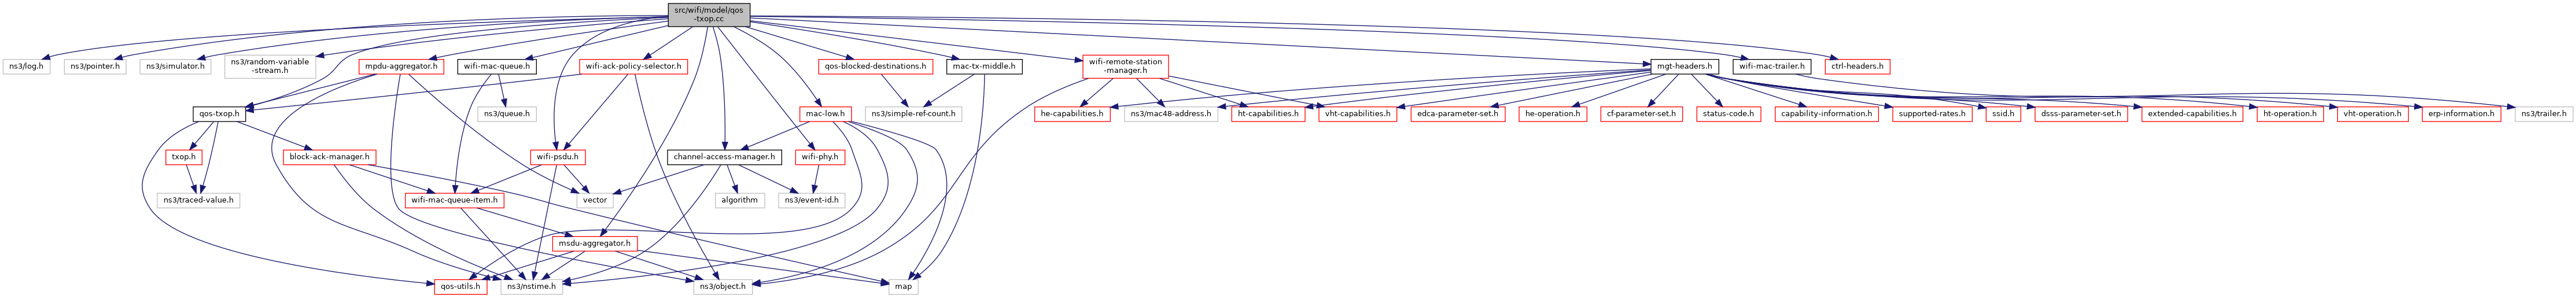 src/wifi/model/qos
-txop.cc
ns3/log.h
ns3/pointer.h
ns3/simulator.h
ns3/random-variable
-stream.h
mpdu-aggregator.h
wifi-mac-queue.h
wifi-ack-policy-selector.h
qos-blocked-destinations.h
mac-tx-middle.h
wifi-remote-station
-manager.h
mgt-headers.h
wifi-mac-trailer.h
ctrl-headers.h
qos-txop.h
ns3/queue.h
mac-low.h
ns3/simple-ref-count.h
he-capabilities.h
ns3/mac48-address.h
ht-capabilities.h
vht-capabilities.h
edca-parameter-set.h
he-operation.h
cf-parameter-set.h
status-code.h
capability-information.h
supported-rates.h
ssid.h
dsss-parameter-set.h
extended-capabilities.h
ht-operation.h
vht-operation.h
erp-information.h
ns3/trailer.h
txop.h
block-ack-manager.h
wifi-psdu.h
channel-access-manager.h
wifi-phy.h
ns3/traced-value.h
wifi-mac-queue-item.h
vector
algorithm
ns3/event-id.h
msdu-aggregator.h
qos-utils.h
ns3/nstime.h
ns3/object.h
map